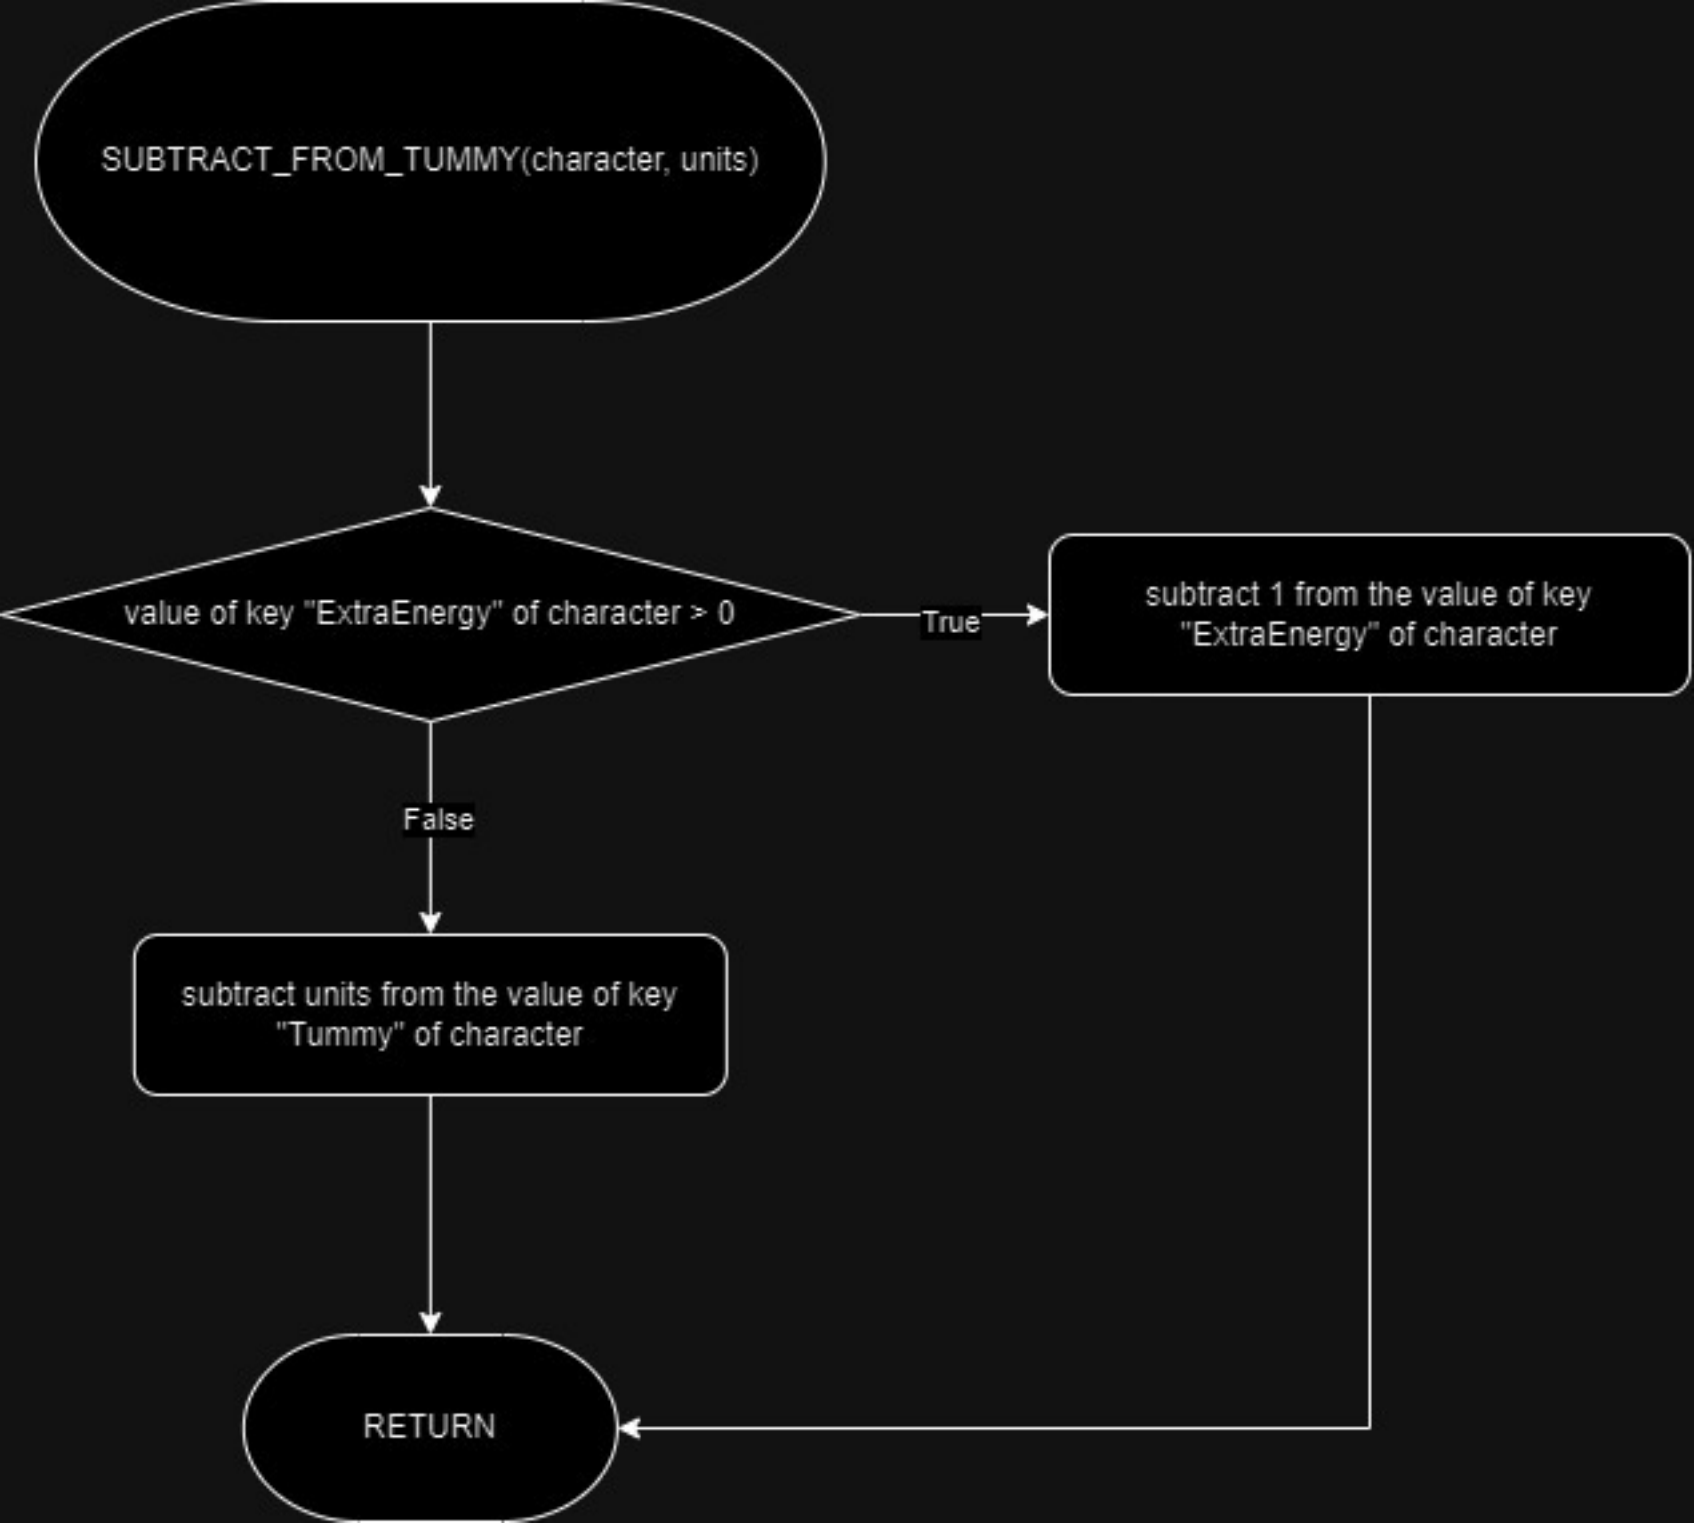 SUBTRACT_FROM_TUMMY(character, units)
value of key "ExtraEnergy" of character > 0
True
subtract 1 from the value of key
"ExtraEnergy" of character
False
subtract units from the value of key
"Tummy" of character
RETURN